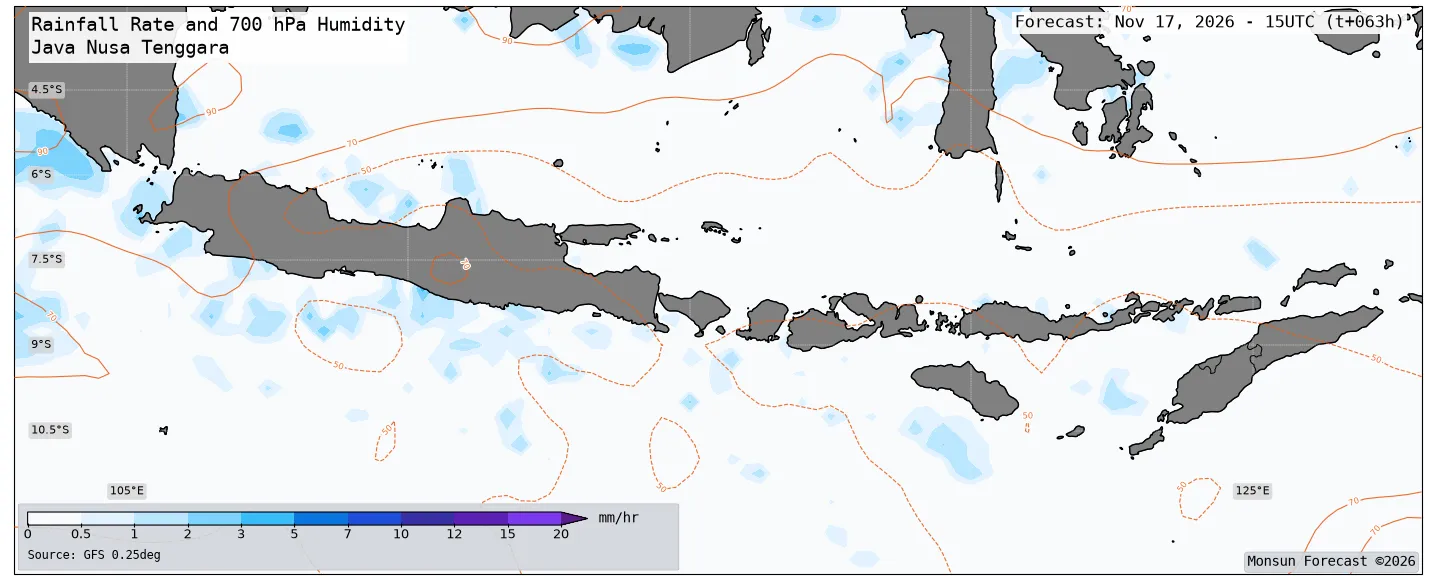 Rainfall Rate and 700 hPa Humidity
Java Nusa Tenggara
Forecast: Nov 17, 2026 - 15UTC (t+063h)
70
90
4.5°S
90
70
90
50
6°S
7.5°S
70
70
9°S
50
50
50
10.5°S
50
50
50
105°E
125°E
70
70
0 0.5 1 2 3 5 7 10 12 15 20 mm/hr
Source: GFS 0.25deg
Monsun Forecast ©2026